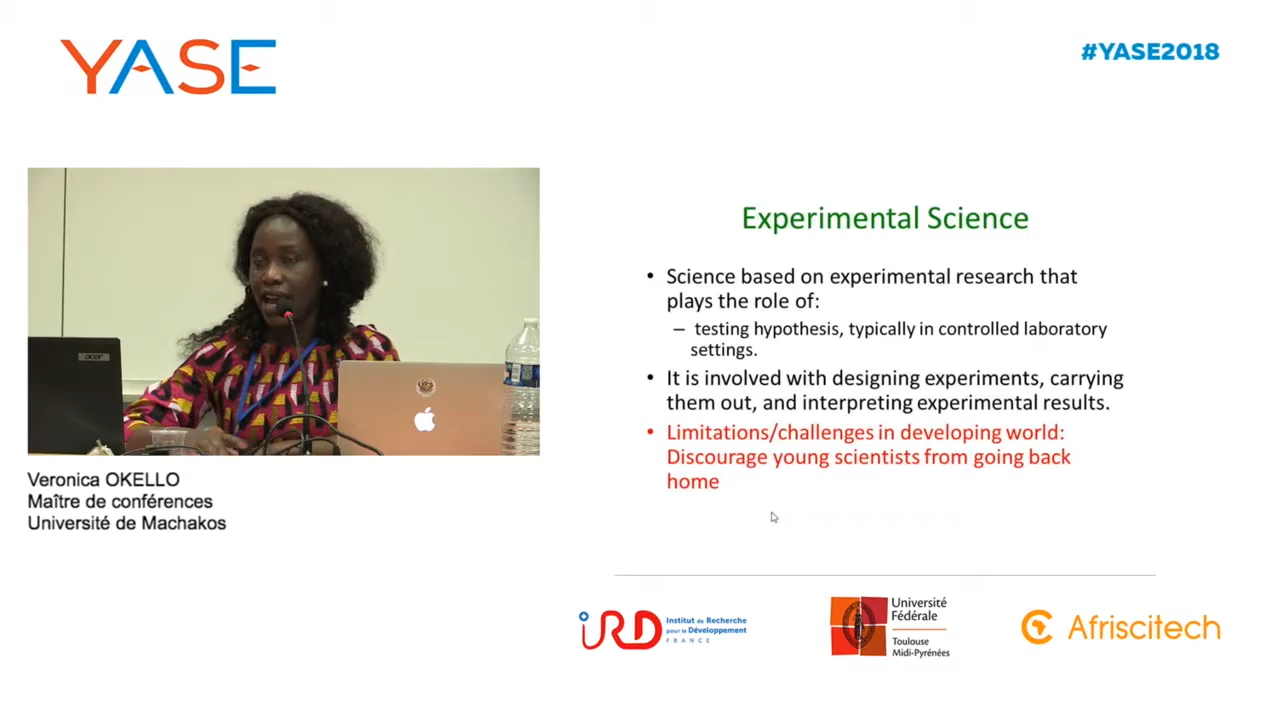 YASE
#YASE2018
acer
Experimental Science
• Science based on experimental research that
plays the role of:
– testing hypothesis, typically in controlled laboratory
settings.
• It is involved with designing experiments, carrying
them out, and interpreting experimental results.
• Limitations/challenges in developing world:
Discourage young scientists from going back
home
Veronica OKELLO
Maître de conférences
Université de Machakos
IRD
Institut de Recherche
pour le Développement
FRANCE
Université
Fédérale
Toulouse
Midi-Pyrénées
Afriscitech